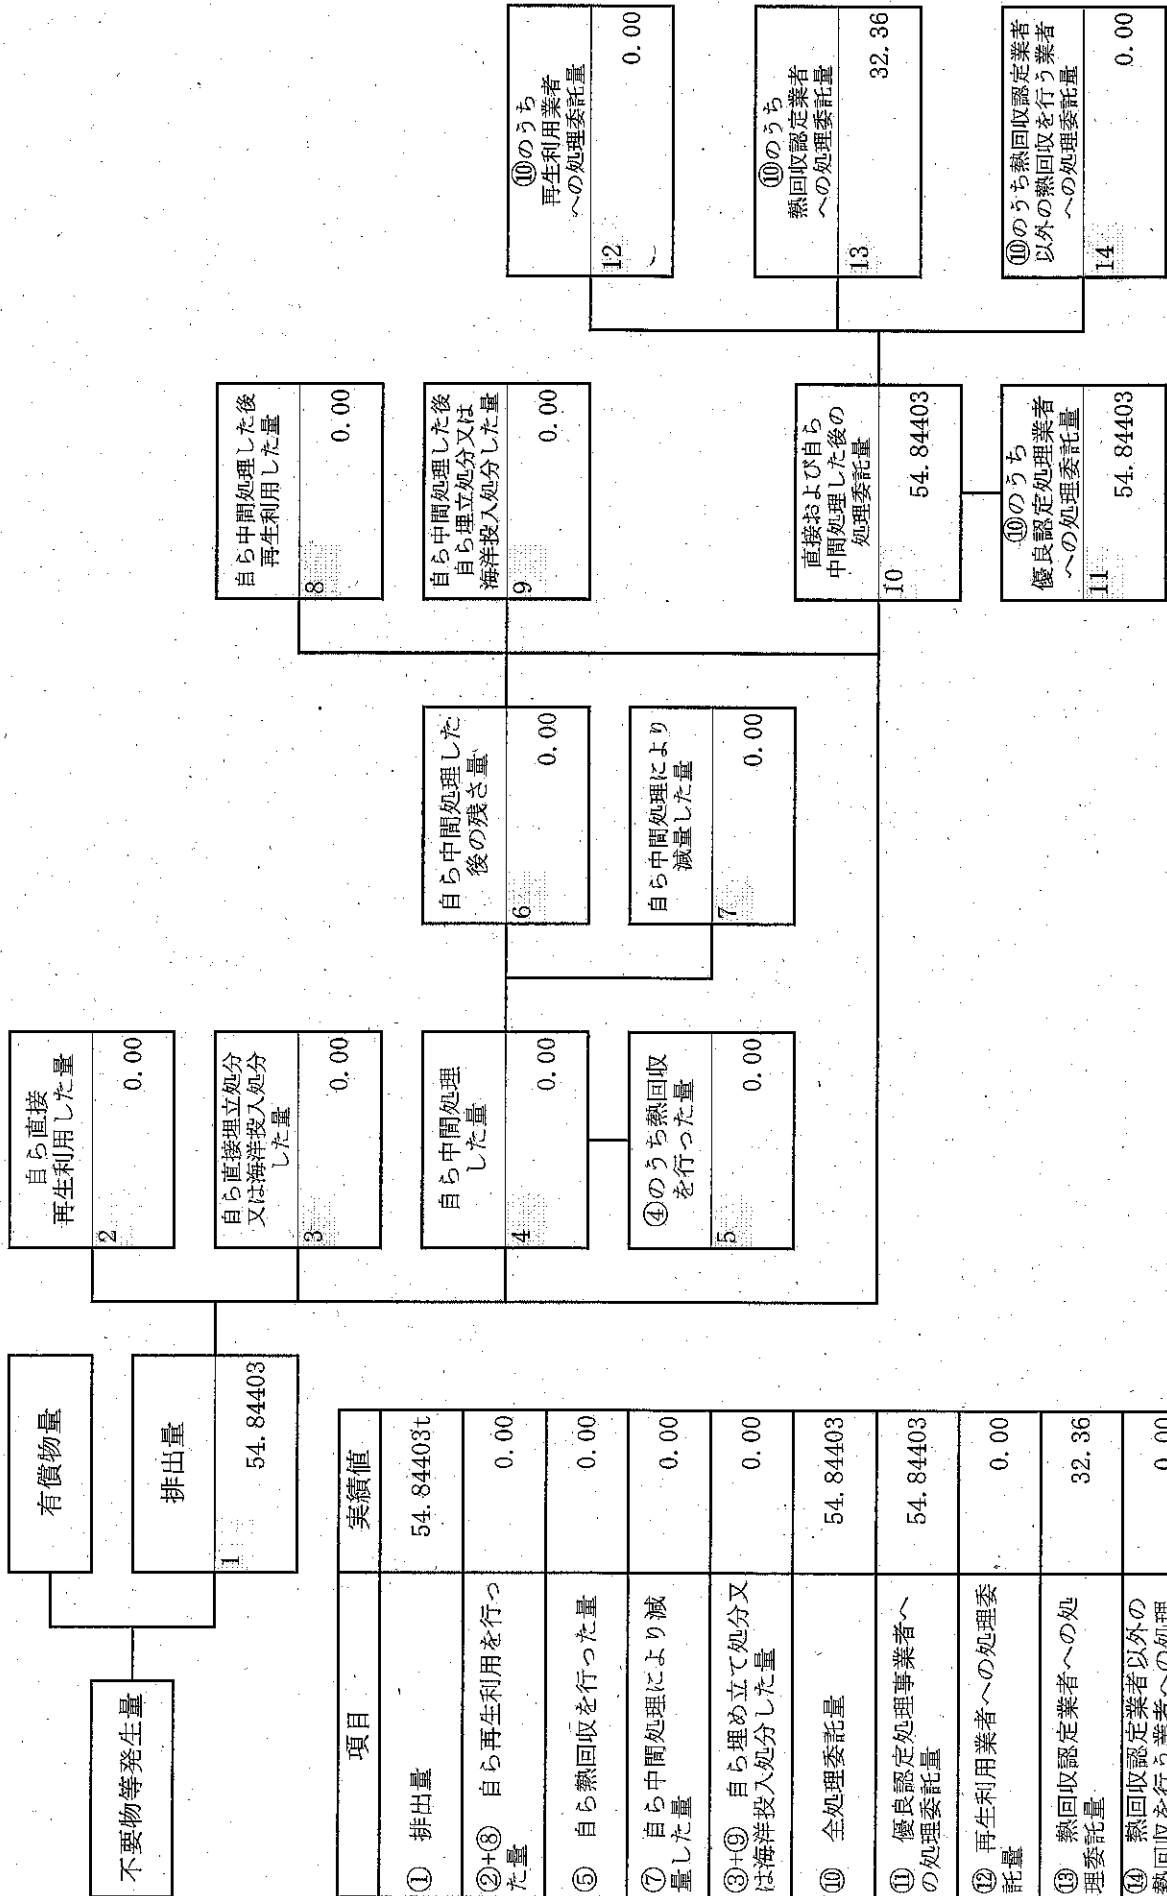 不要物等発生量
有償物量
排出量
1
54.84403
自ら直接
再生利用した量
2
0.00
自ら直接埋立処分
又は海洋投入処分
した量
3
0.00
自ら中間処理
した量
4
0.00
④のうち熱回収
を行った量
5
0.00
自ら中間処理した
後の残さ量
6
0.00
自ら中間処理により
減量した量
7
0.00
自ら中間処理した後
再生利用した量
8
0.00
自ら中間処理した後
自ら埋立処分又は
海洋投入処分した量
9
0.00
直接および自ら
中間処理した後の
処理委託量
10
54.84403
⑩のうち
優良認定処理業者
への処理委託量
11
54.84403
⑩のうち
再生利用業者
への処理委託量
12
0.00
⑩のうち
熱回収認定業者
への処理委託量
13
32.36
⑩のうち熱回収認定業者
以外の熱回収を行う業者
への処理委託量
14
0.00
項目 実績値
① 排出量 54.84403t
②+⑧ 自ら再生利用を行っ
た量 0.00
⑤ 自ら熱回収を行った量 0.00
⑦ 自ら中間処理により減
量した量 0.00
③+⑨ 自ら埋め立て処分又
は海洋投入処分した量 0.00
⑩ 全処理委託量 54.84403
⑪ 優良認定処理事業者へ
の処理委託量 54.84403
⑫ 再生利用業者への処理委
託量 0.00
⑬ 熱回収認定業者への処
理委託量 32.36
⑭ 熱回収認定業者以外の
熱回収を行う業者への処理
0.00